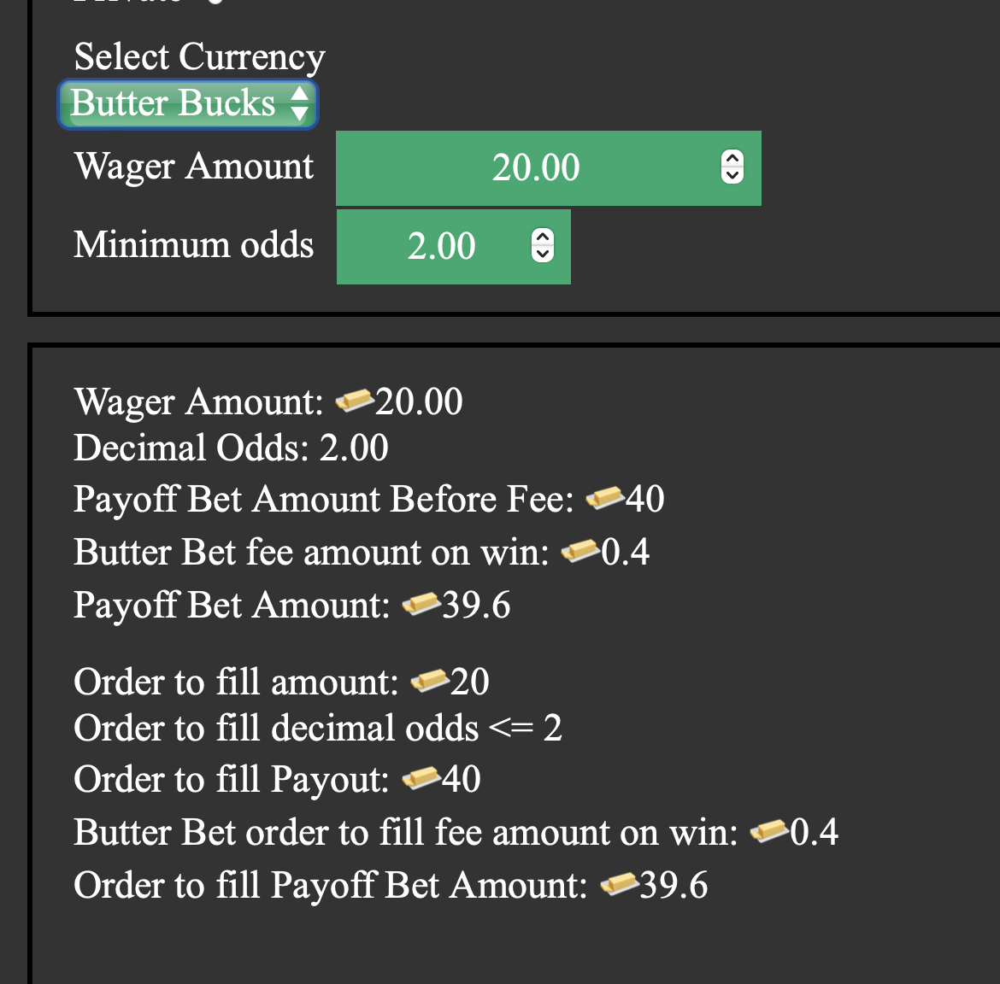 Select Currency
Butter Bucks
Wager Amount 20.00
Minimum odds 2.00
Wager Amount: 20.00
Decimal Odds: 2.00
Payoff Bet Amount Before Fee: 40
Butter Bet fee amount on win: 0.4
Payoff Bet Amount: 39.6
Order to fill amount: 20
Order to fill decimal odds <= 2
Order to fill Payout: 40
Butter Bet order to fill fee amount on win: 0.4
Order to fill Payoff Bet Amount: 39.6